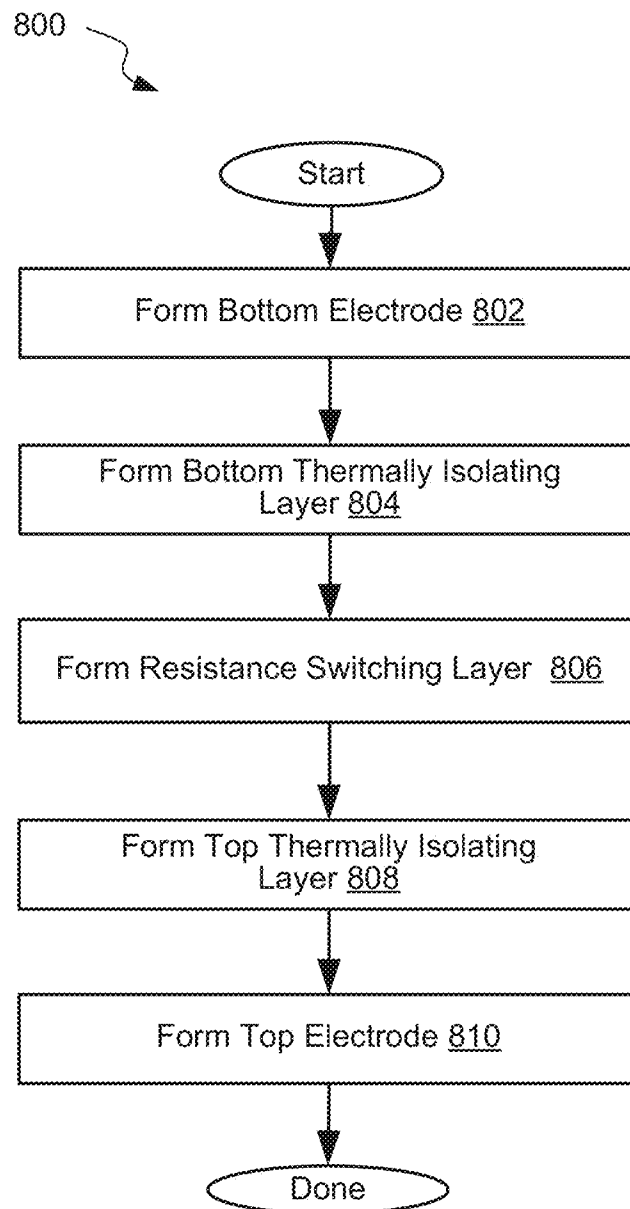 800
Start
Form Bottom Electrode 802
Form Bottom Thermally Isolating
Layer 804
Form Resistance Switching Layer 806
Form Top Thermally Isolating
Layer 808
Form Top Electrode 810
Done